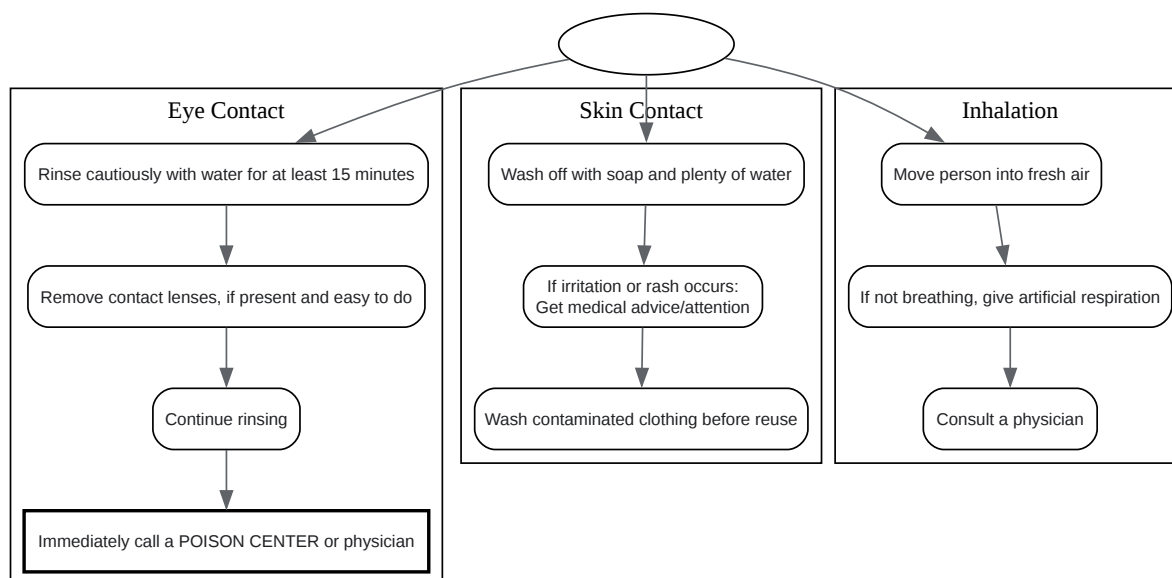 Eye Contact
Rinse cautiously with water for at least 15 minutes
Remove contact lenses, if present and easy to do
Continue rinsing
Immediately call a POISON CENTER or physician
Skin Contact
Wash off with soap and plenty of water
If irritation or rash occurs:
Get medical advice/attention
Wash contaminated clothing before reuse
Inhalation
Move person into fresh air
If not breathing, give artificial respiration
Consult a physician